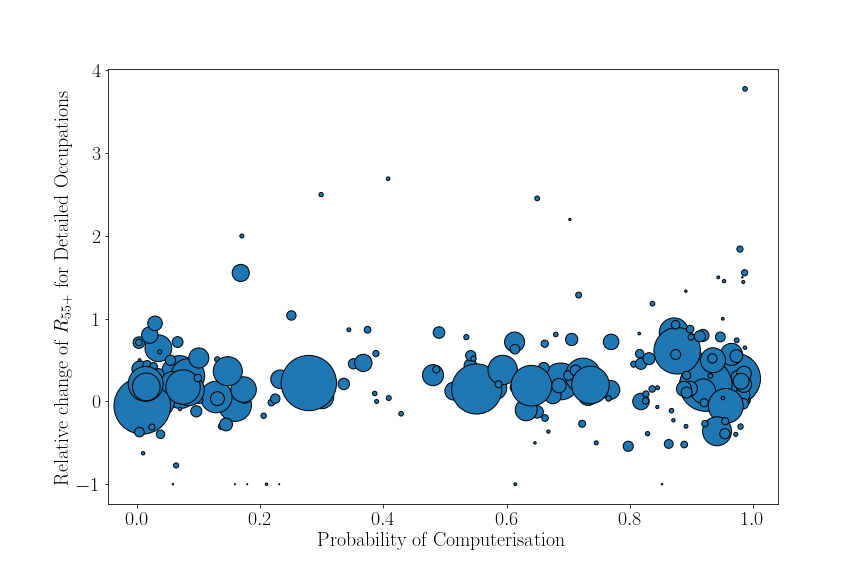 Relative change of R55+ for Detailed Occupations
4
3
2
1
0
−1
0.0 0.2 0.4 0.6 0.8 1.0
Probability of Computerisation